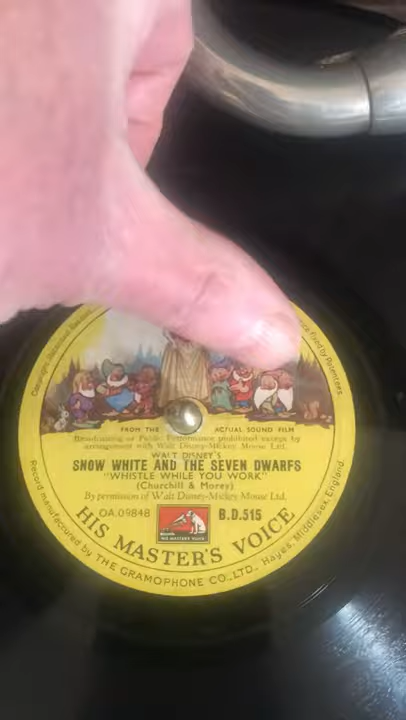 Copyright
FROM THE ACTUAL SOUND FILM
Broadcasting or Public Performance prohibited except by
arrangement with Walt Disney-Mickey Mouse Ltd.
WALT DISNEY'S
SNOW WHITE AND THE SEVEN DWARFS
"WHISTLE WHILE YOU WORK"
(Churchill & Morey)
By permission of Walt Disney-Mickey Mouse Ltd.
OA.09848 B.D.515
HIS MASTER'S VOICE
HIS MASTER'S VOICE
Record manufactured by THE GRAMOPHONE CO., LTD., Hayes, Middlesex, England.